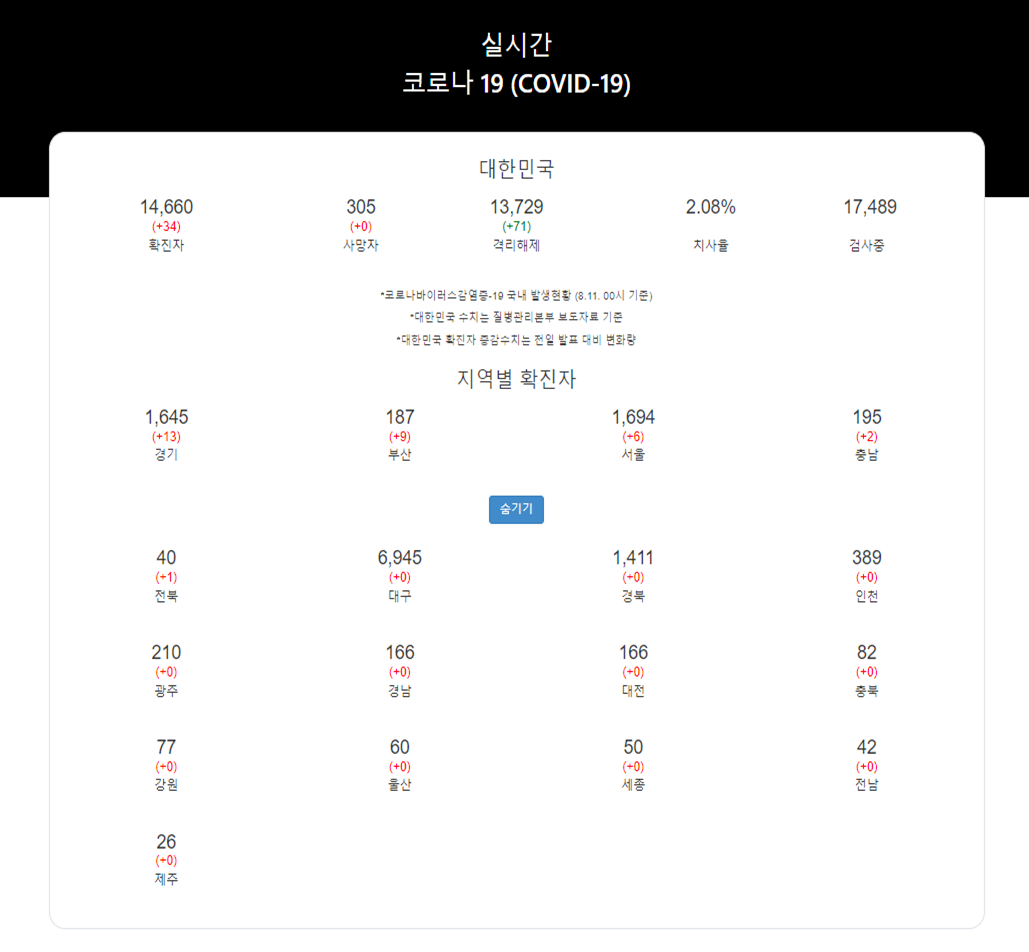 실시간
코로나 19 (COVID-19)
대한민국
14,660 305 13,729 2.08% 17,489
(+34) (+0) (+71)
확진자 사망자 격리해제 치사율 검사중
*코로나바이러스감염증-19 국내 발생현황 (8.11. 00시 기준)
*대한민국 수치는 질병관리본부 보도자료 기준
*대한민국 확진자 증감수치는 전일 발표 대비 변화량
지역별 확진자
1,645 187 1,694 195
(+13) (+9) (+6) (+2)
경기 부산 서울 충남
숨기기
40 6,945 1,411 389
(+1) (+0) (+0) (+0)
전북 대구 경북 인천
210 166 166 82
(+0) (+0) (+0) (+0)
광주 경남 대전 충북
77 60 50 42
(+0) (+0) (+0) (+0)
강원 울산 세종 전남
26
(+0)
제주